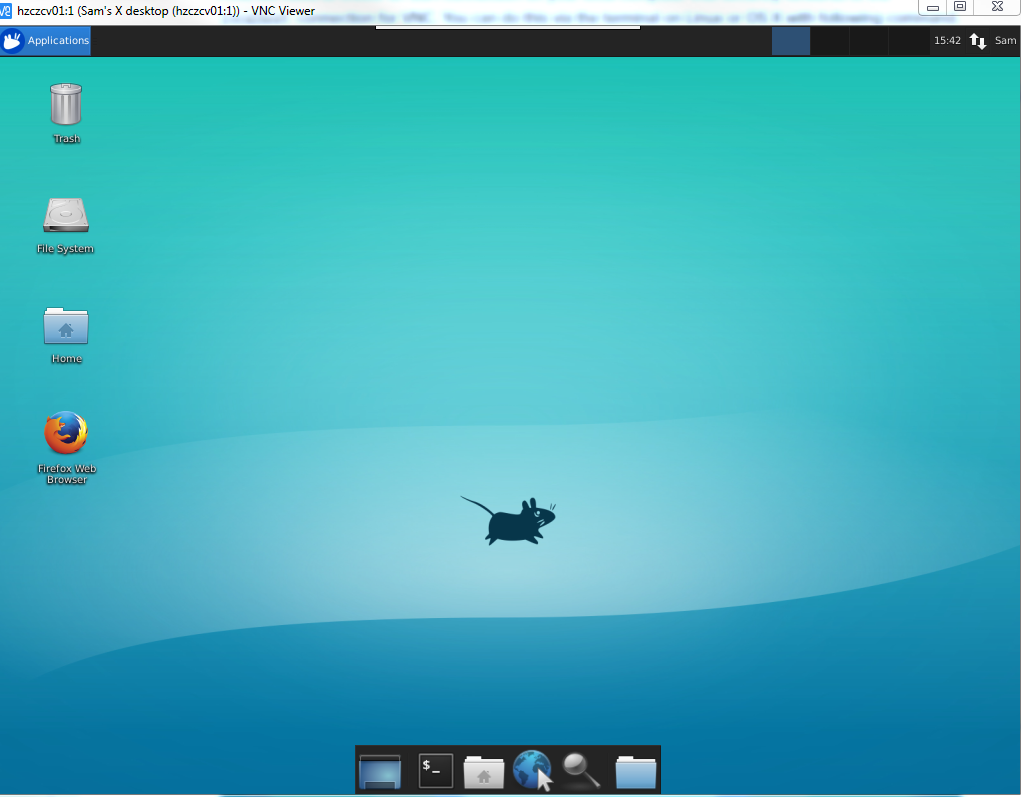 hzczcv01:1 (Sam's X desktop (hzczcv01:1)) - VNC Viewer
Applications
15:42
Sam
Trash
File System
Home
Firefox Web
Browser
$_